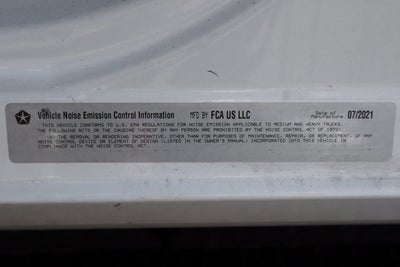 Vehicle Noise Emission Control Information MFD BY FCA US LLC Date of Manufacture 07/2021
THIS VEHICLE CONFORMS TO U.S. EPA REGULATIONS FOR NOISE EMISSION APPLICABLE TO MEDIUM AND HEAVY TRUCKS.
THE FOLLOWING ACTS OR THE CAUSING THEREOF BY ANY PERSON ARE PROHIBITED BY THE NOISE CONTROL ACT OF 1972:
(A) THE REMOVAL OR RENDERING INOPERATIVE, OTHER THAN FOR PURPOSES OF MAINTENANCE, REPAIR, OR REPLACEMENT, OF ANY NOISE CONTROL
DEVICE OR ELEMENT OF DESIGN (LISTED IN THE OWNER'S MANUAL) INCORPORATED INTO THIS VEHICLE IN
COMPLIANCE WITH THE NOISE CONTROL ACT.